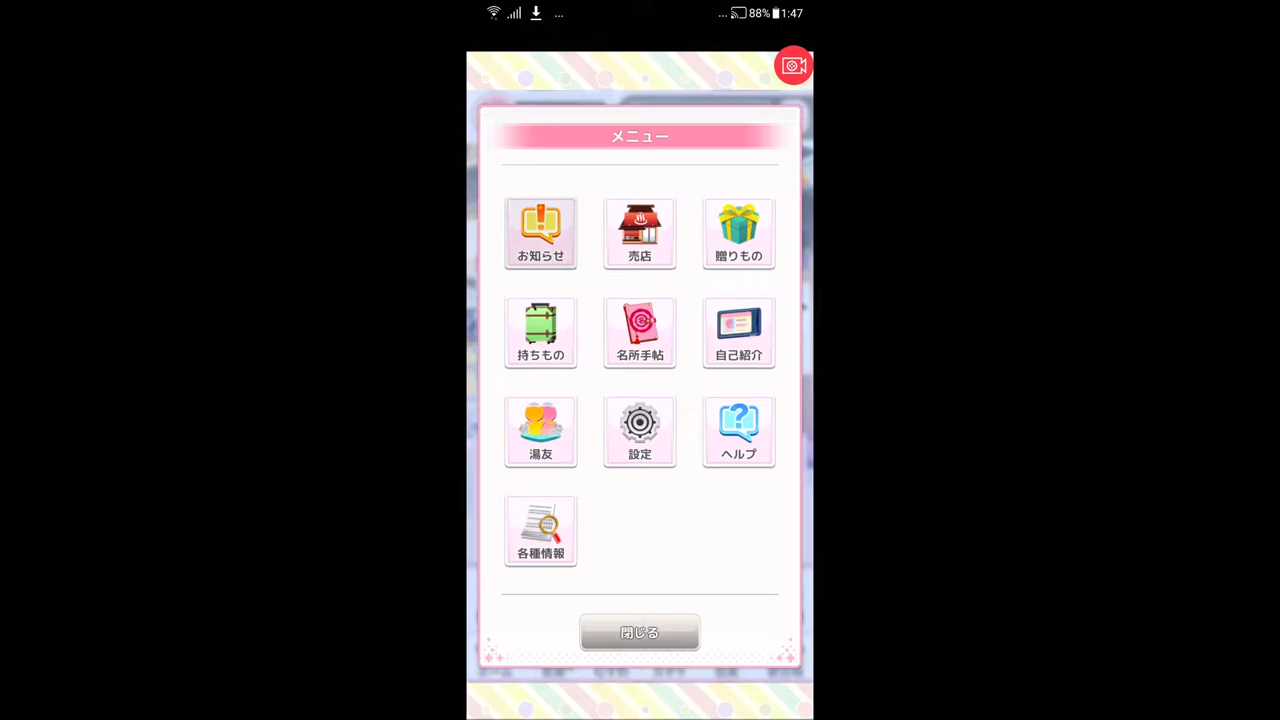 ... ... 88% 1:47
メニュー
お知らせ 売店 贈りもの
持ちもの 名所手帖 自己紹介
湯友 設定 ヘルプ
各種情報
閉じる